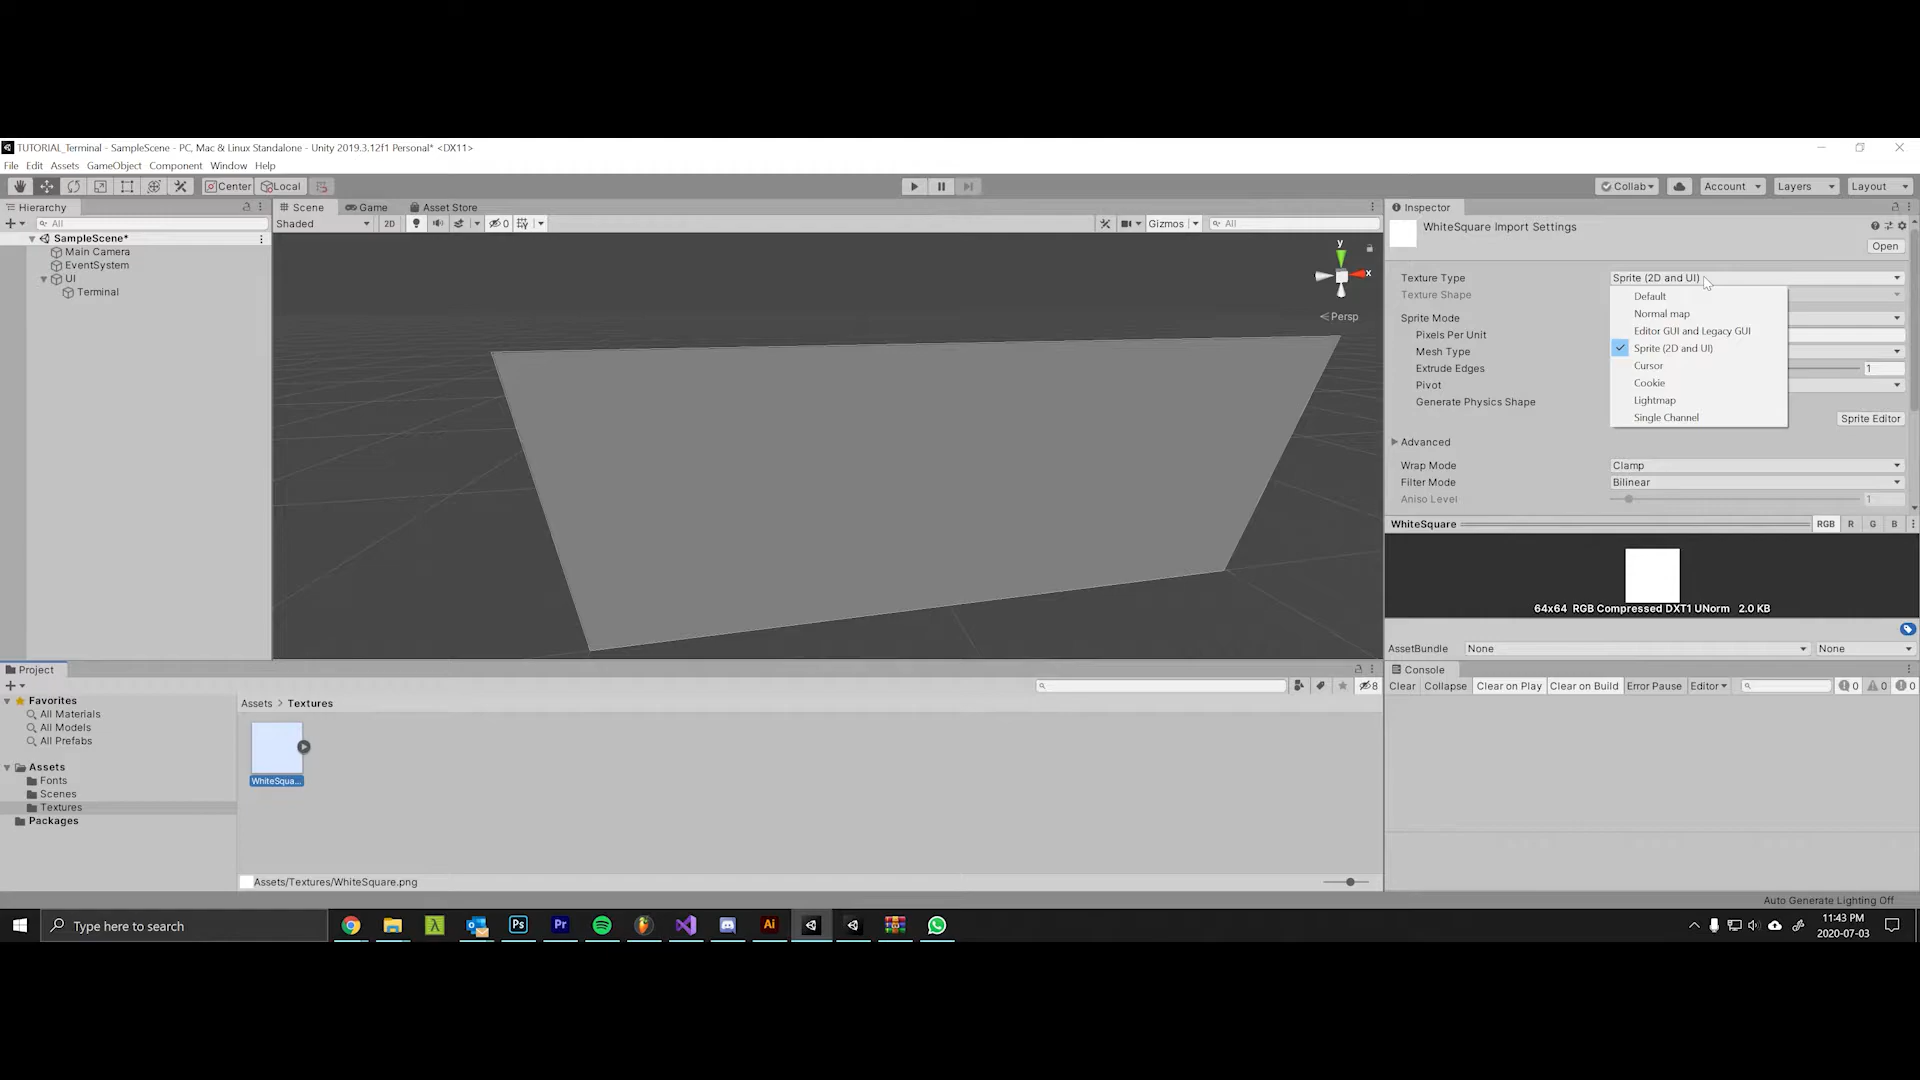 TUTORIAL_Terminal - SampleScene - PC, Mac & Linux Standalone - Unity 2019.3.12f1 Personal* <DX11>
File Edit Assets GameObject Component Window Help
Center Local
Collab Account Layers Layout
Hierarchy
All
SampleScene*
Main Camera
EventSystem
UI
Terminal
Scene Game Asset Store
Shaded 2D 0 Gizmos All
y
x
Persp
Inspector
WhiteSquare Import Settings
Open
Texture Type Sprite (2D and UI)
Texture Shape
Sprite Mode
Pixels Per Unit
Mesh Type
Extrude Edges 1
Pivot
Generate Physics Shape
Default
Normal map
Editor GUI and Legacy GUI
Sprite (2D and UI)
Cursor
Cookie
Lightmap
Single Channel
Sprite Editor
Advanced
Wrap Mode Clamp
Filter Mode Bilinear
Aniso Level 1
WhiteSquare RGB R G B
64x64 RGB Compressed DXT1 UNorm 2.0 KB
AssetBundle None None
Project
Favorites
All Materials
All Models
All Prefabs
Assets
Fonts
Scenes
Textures
Packages
8
Assets > Textures
WhiteSqua...
Assets/Textures/WhiteSquare.png
Console
Clear Collapse Clear on Play Clear on Build Error Pause Editor 0 0 0
Auto Generate Lighting Off
Type here to search
Ps Pr Ai
11:43 PM
2020-07-03